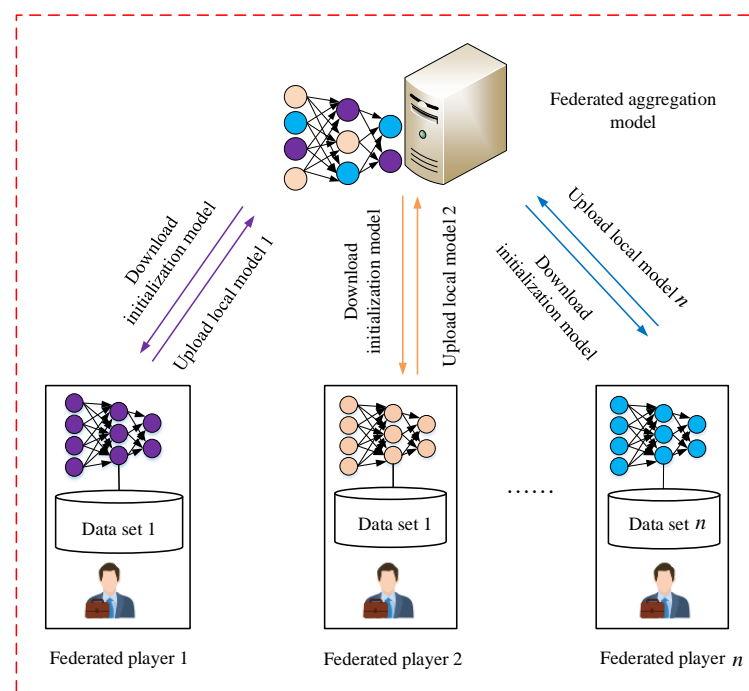 Federated aggregation
model
Download
initialization model
Upload local model 1
Download
initialization model
Upload local model 2
Upload local model n
Download
initialization model
Data set 1
Data set 1
......
Data set n
Federated player 1
Federated player 2
Federated player n